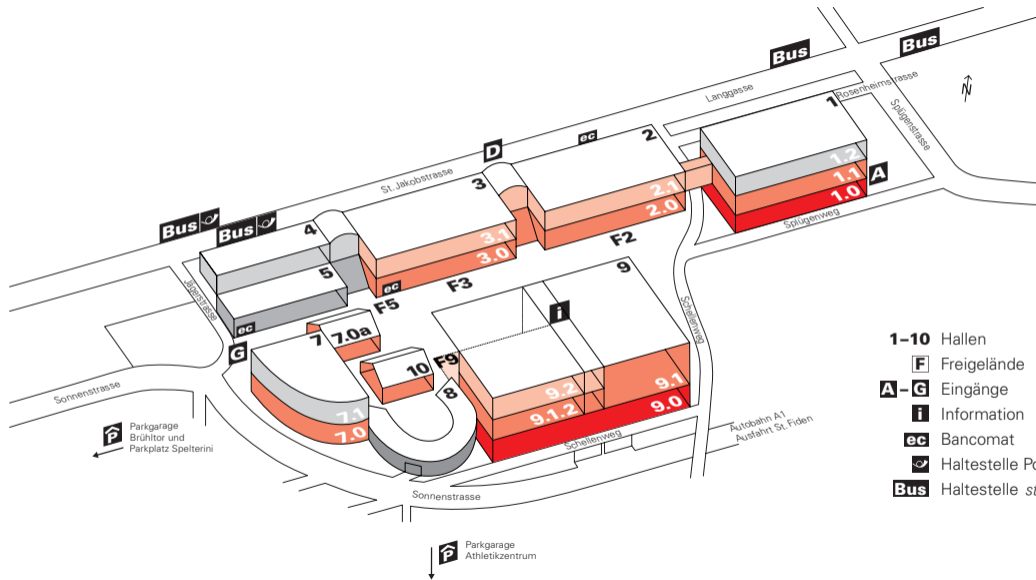 Bus
Bus
N
Langgasse
Rosenheimstrasse
Splügenstrasse
1
1.2
1.1
1.0
A
Splügenweg
ec
2
2.1
2.0
F2
D
St. Jakobstrasse
3
3.1
3.0
ec
F3
F5
Bus
Bus
4
5
ec
Jägerstrasse
G
Sonnenstrasse
7
7.0a
7.1
7.0
10
F9
8
9
i
9.2
9.1
9.1.2
9.0
Schellenweg
Schellenweg
Autobahn A1
Ausfahrt St. Fiden
Sonnenstrasse
P
Parkgarage
Brühltor und
Parkplatz Spelterini
P
Parkgarage
Athletikzentrum
1–10 Hallen
F Freigelände
A–G Eingänge
i Information
ec Bancomat
Haltestelle Po
Bus Haltestelle st